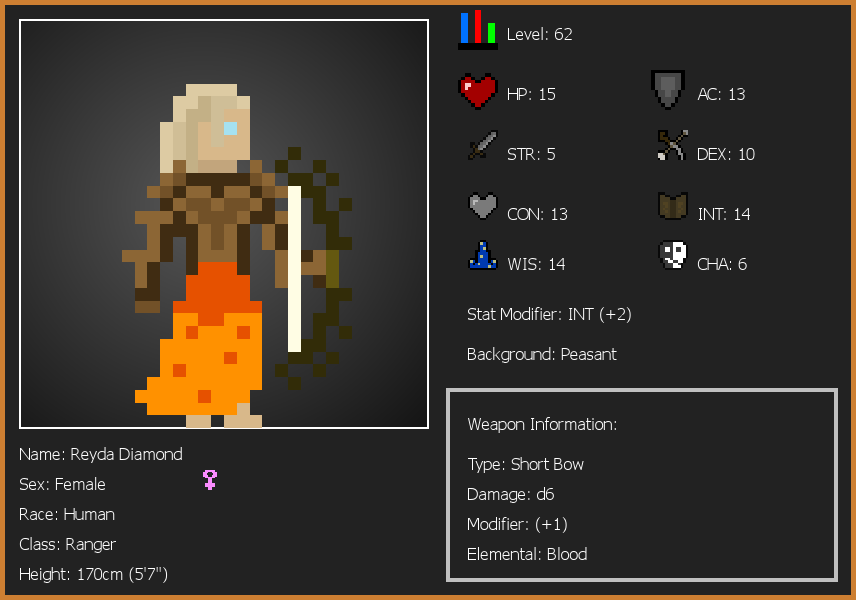 Level: 62
HP: 15
AC: 13
STR: 5
DEX: 10
CON: 13
INT: 14
WIS: 14
CHA: 6
Stat Modifier: INT (+2)
Background: Peasant
Weapon Information:
Type: Short Bow
Damage: d6
Modifier: (+1)
Elemental: Blood
Name: Reyda Diamond
Sex: Female
Race: Human
Class: Ranger
Height: 170cm (5'7")